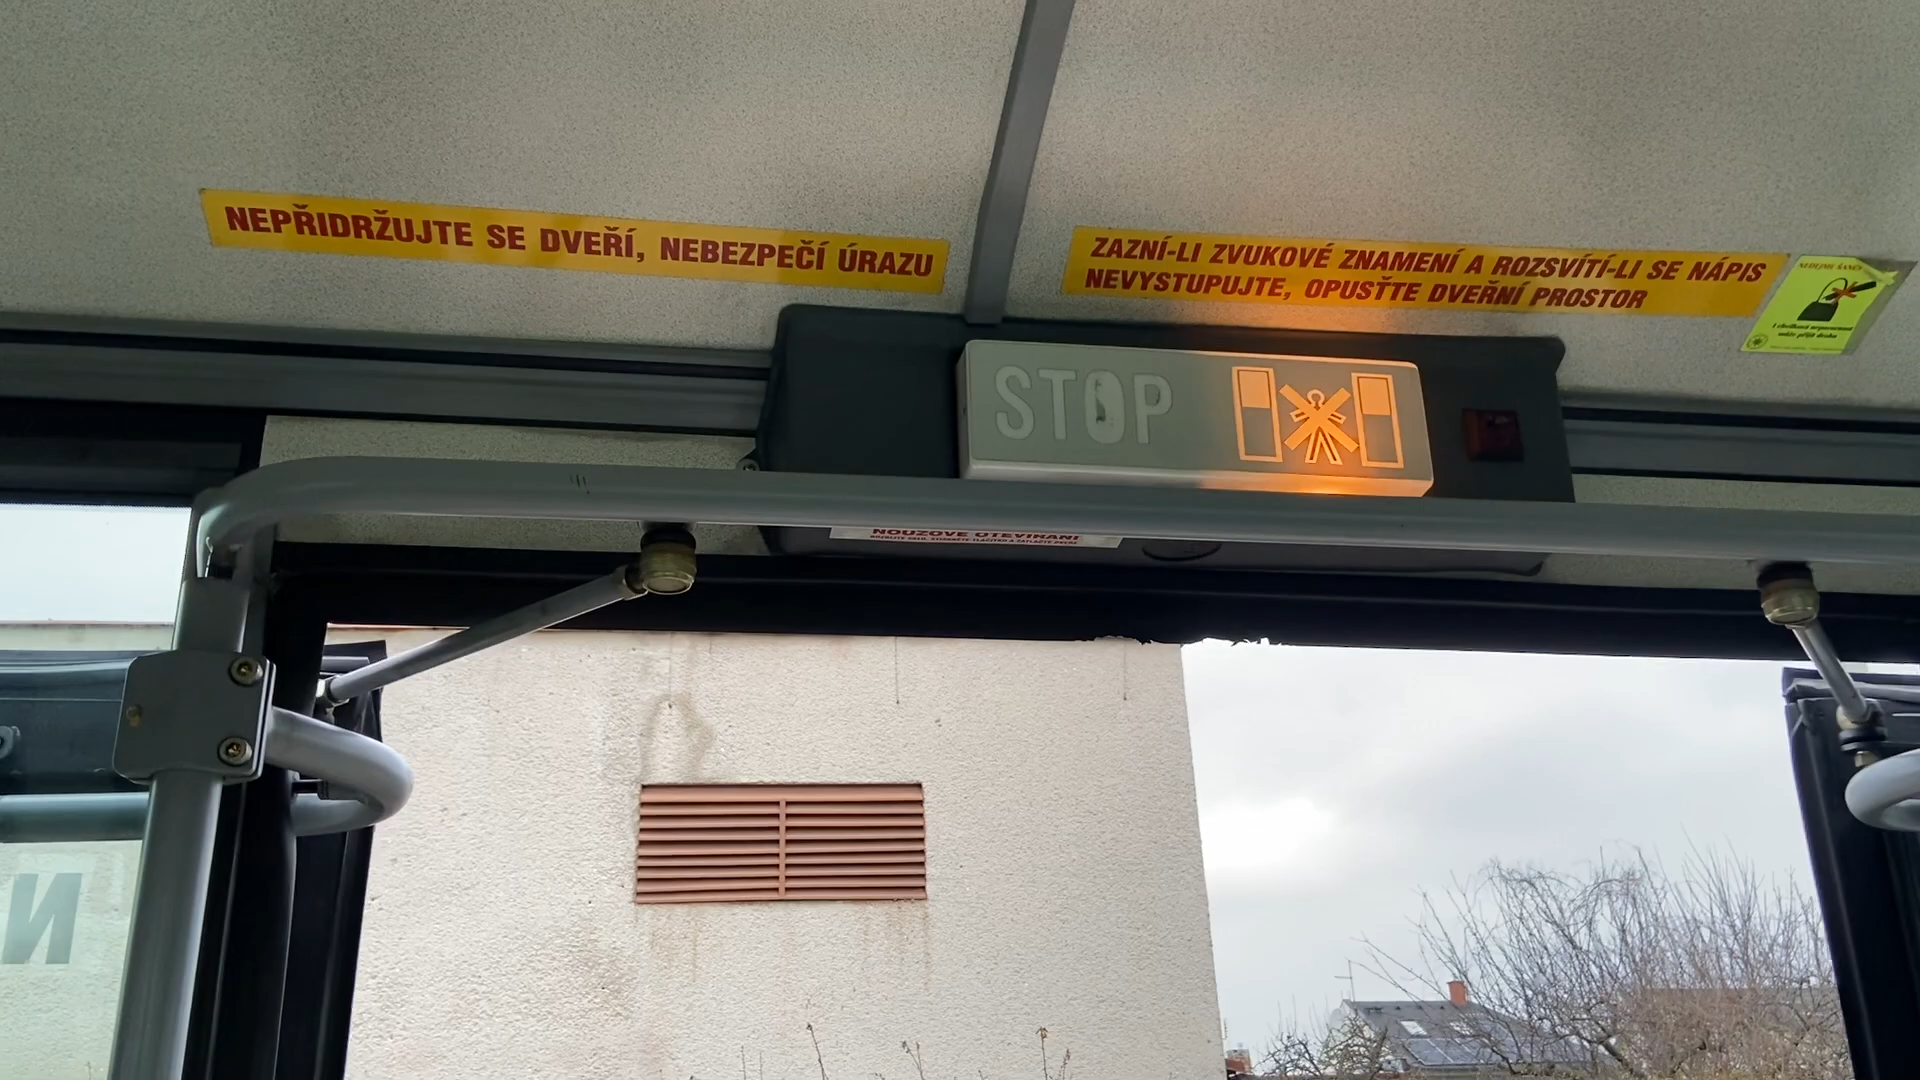 NEPŘIDRŽUJTE SE DVEŘÍ, NEBEZPEČÍ ÚRAZU
ZAZNÍ-LI ZVUKOVÉ ZNAMENÍ A ROZSVÍTÍ-LI SE NÁPIS
NEVYSTUPUJTE, OPUSŤTE DVEŘNÍ PROSTOR
STOP
NOUZOVÉ OTEVÍRÁNÍ
N